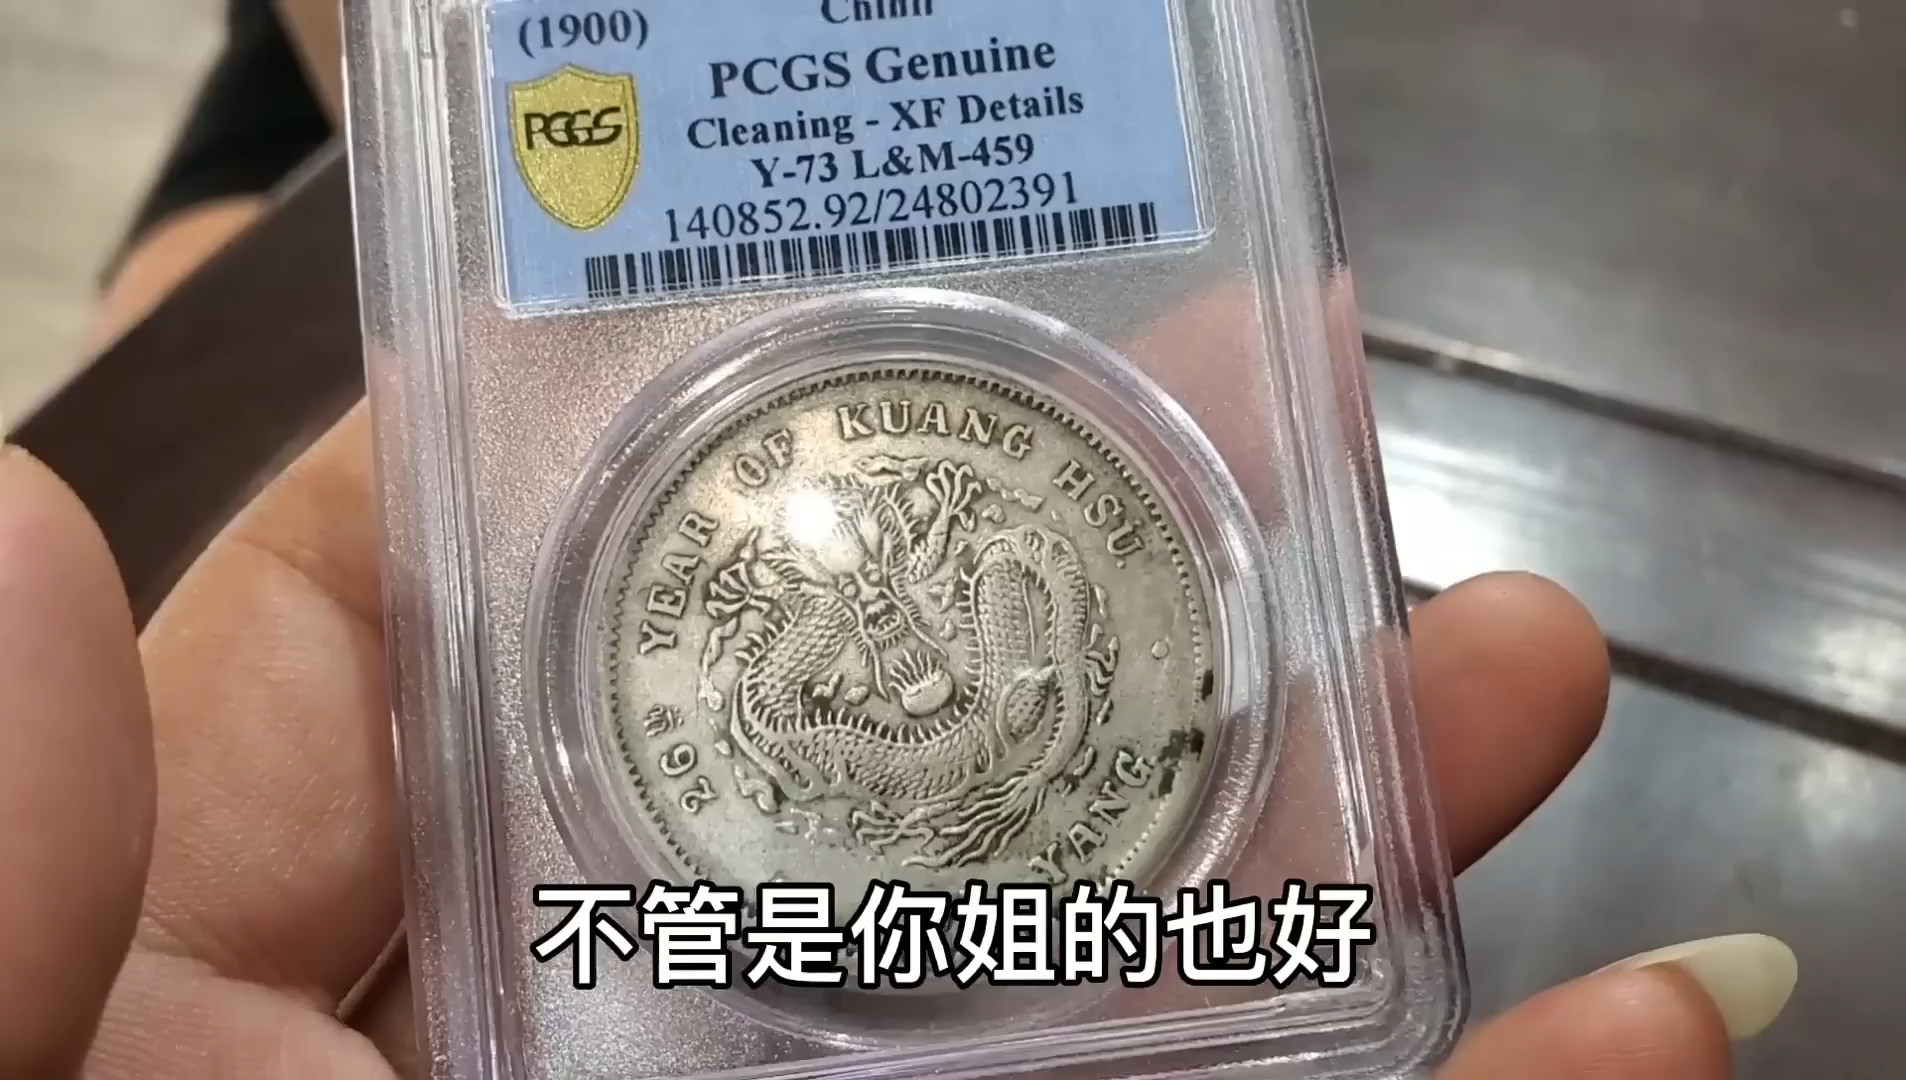 (1900)
PCGS Genuine
Cleaning - XF Details
Y-73 L&M-459
140852.92/24802391
PCGS
26TH YEAR OF KUANG HSU.
YANG
不管是你姐的也好